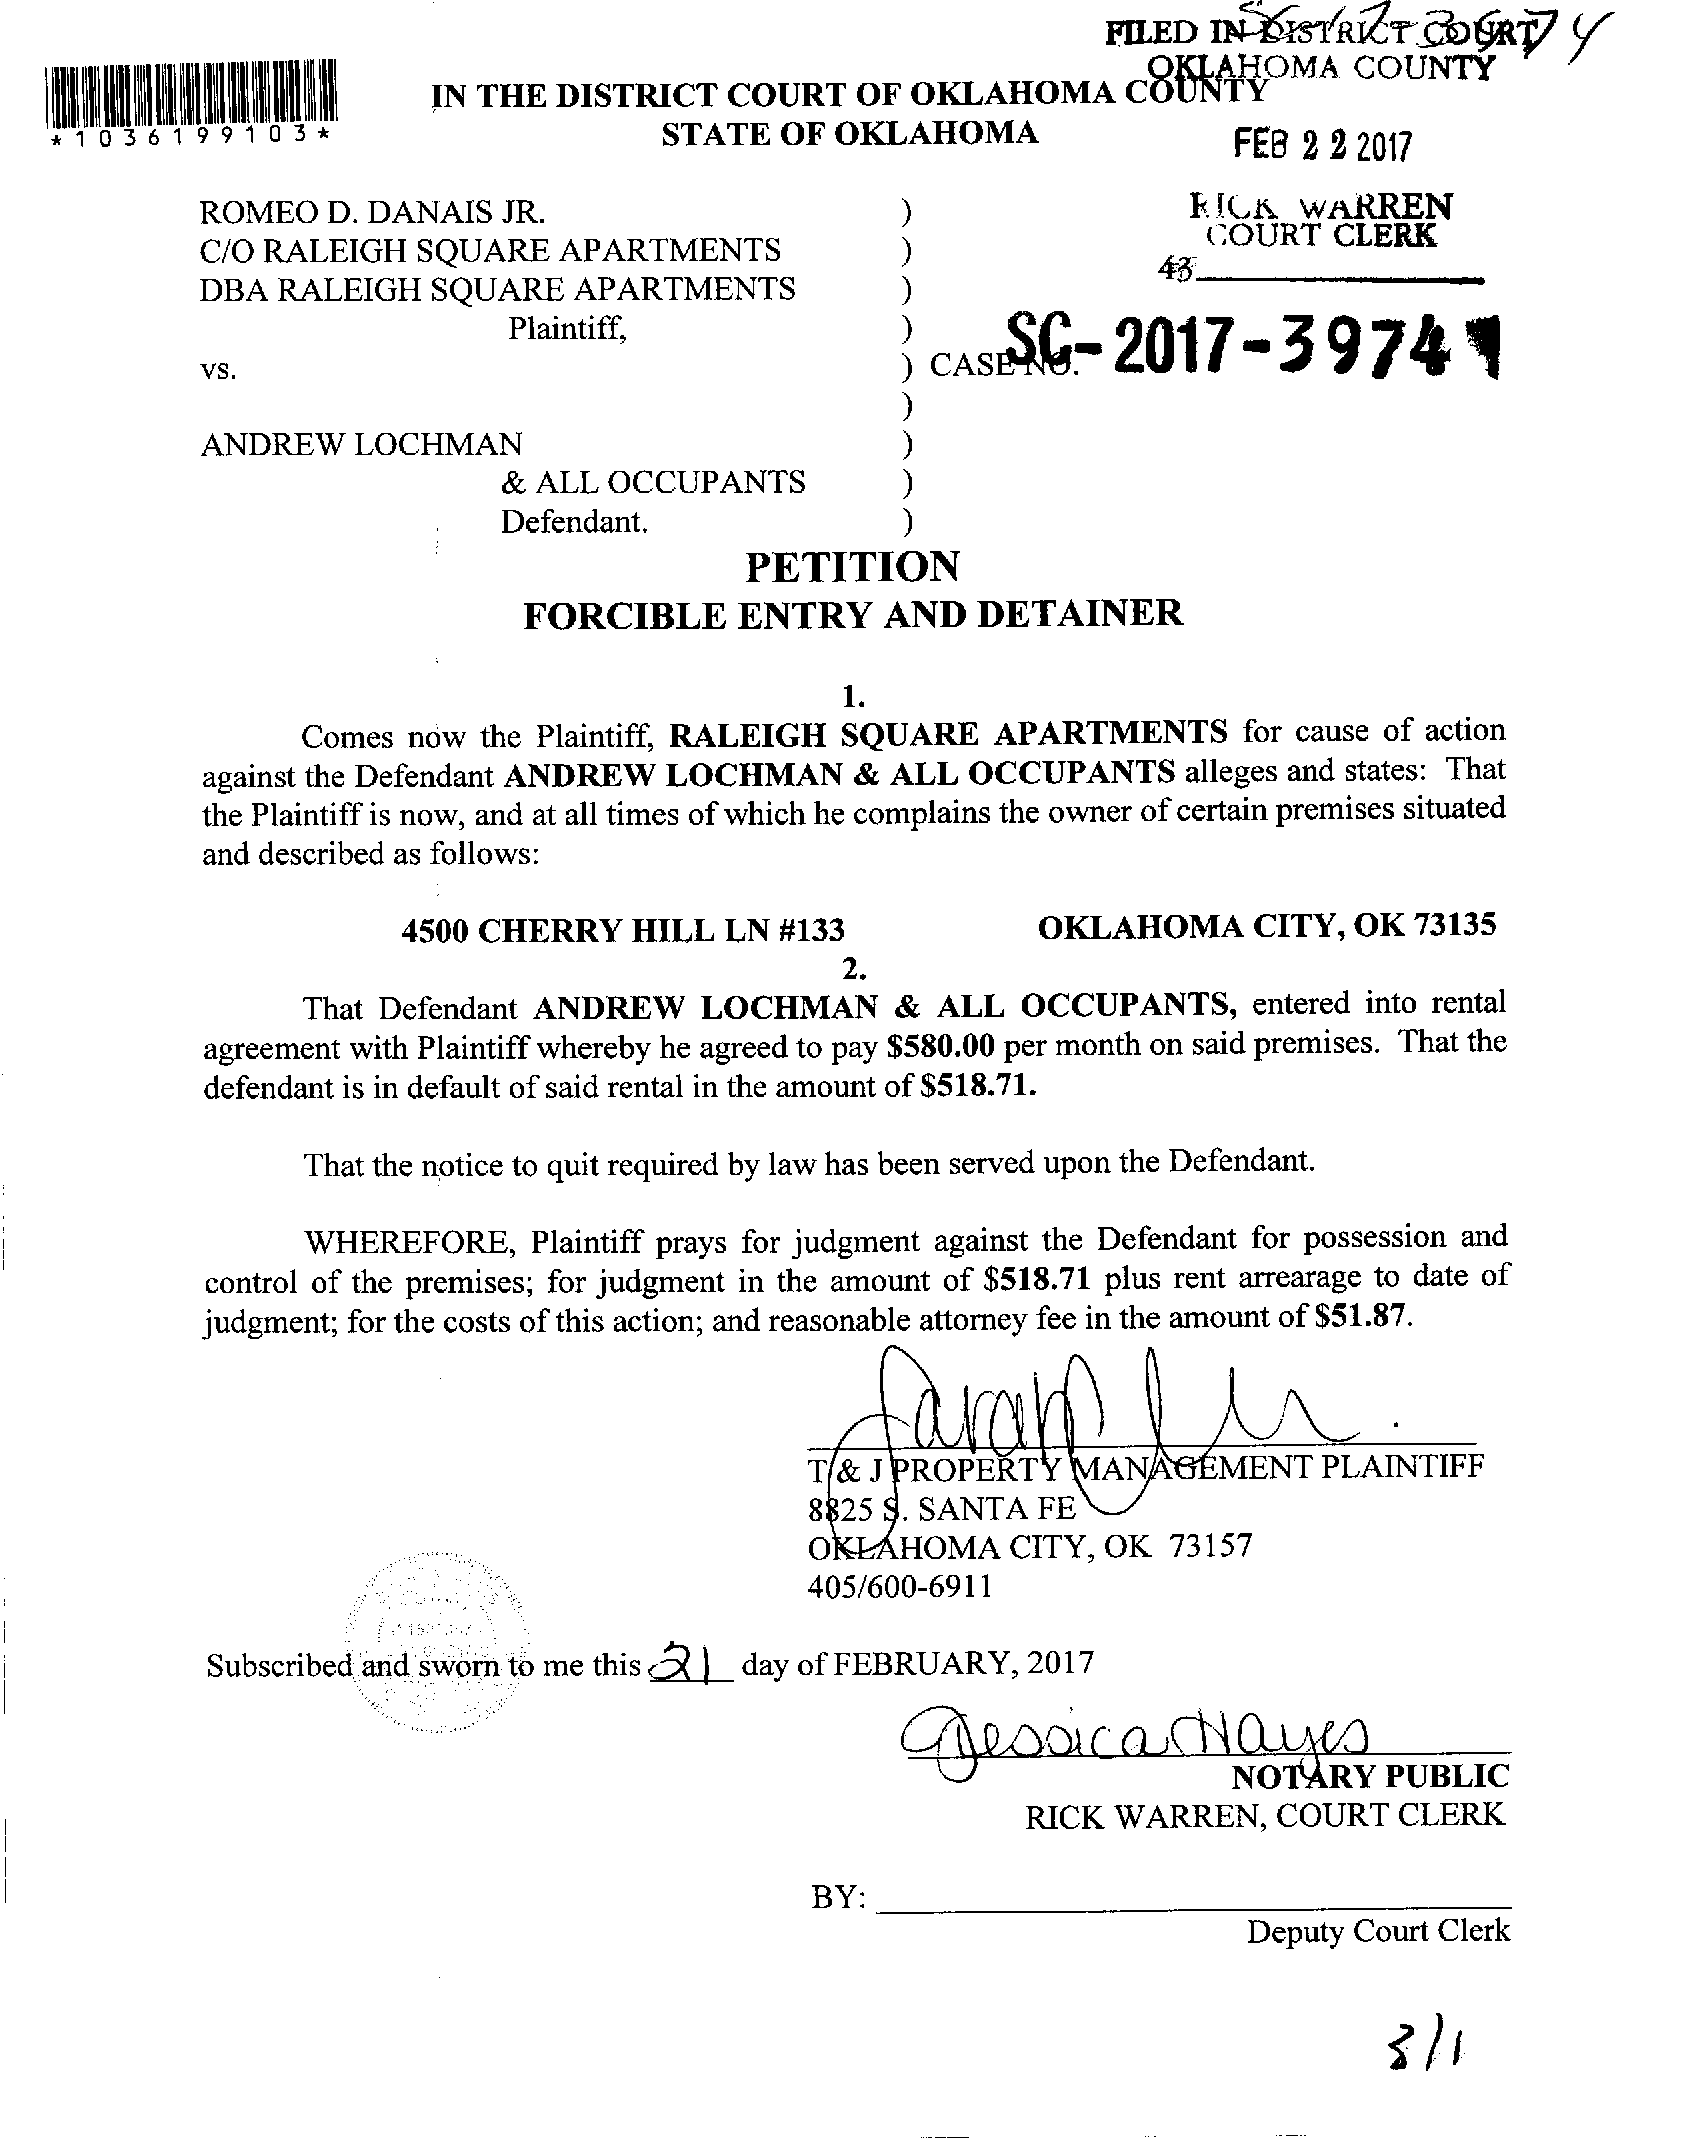 FILED IN DISTRICT COURT
OKLAHOMA COUNTY
*1036199103*
IN THE DISTRICT COURT OF OKLAHOMA COUNTY
STATE OF OKLAHOMA
FEB 22 2017
RICK WARREN
COURT CLERK
43
ROMEO D. DANAIS JR. )
C/O RALEIGH SQUARE APARTMENTS )
DBA RALEIGH SQUARE APARTMENTS )
Plaintiff, )
vs. ) CASE NO. SC-2017-3974
)
ANDREW LOCHMAN )
& ALL OCCUPANTS )
Defendant. )
PETITION
FORCIBLE ENTRY AND DETAINER
1.
Comes now the Plaintiff, RALEIGH SQUARE APARTMENTS for cause of action
against the Defendant ANDREW LOCHMAN & ALL OCCUPANTS alleges and states: That
the Plaintiff is now, and at all times of which he complains the owner of certain premises situated
and described as follows:
4500 CHERRY HILL LN #133 OKLAHOMA CITY, OK 73135
2.
That Defendant ANDREW LOCHMAN & ALL OCCUPANTS, entered into rental
agreement with Plaintiff whereby he agreed to pay $580.00 per month on said premises. That the
defendant is in default of said rental in the amount of $518.71.
That the notice to quit required by law has been served upon the Defendant.
WHEREFORE, Plaintiff prays for judgment against the Defendant for possession and
control of the premises; for judgment in the amount of $518.71 plus rent arrearage to date of
judgment; for the costs of this action; and reasonable attorney fee in the amount of $51.87.
T & J PROPERTY MANAGEMENT PLAINTIFF
8825 S. SANTA FE
OKLAHOMA CITY, OK 73157
405/600-6911
Subscribed and sworn to me this 21 day of FEBRUARY, 2017
Jessica Hayes
NOTARY PUBLIC
RICK WARREN, COURT CLERK
BY:
Deputy Court Clerk
3/1